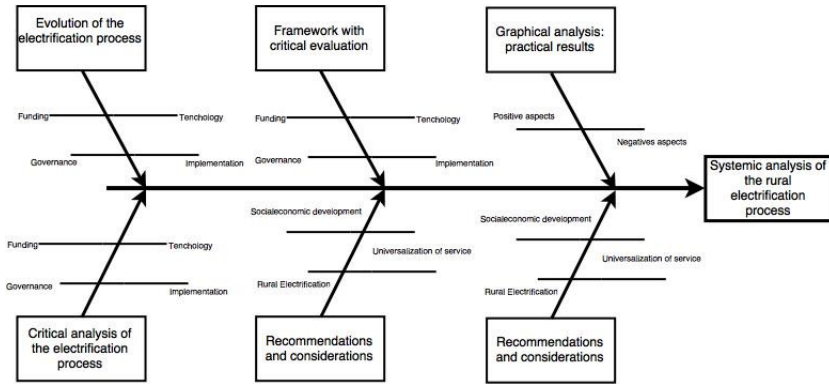 Evolution of the
electrification process
Framework with
critical evaluation
Graphical analysis:
practical results
Funding
Tenchology
Governance
Implementation
Funding
Tenchology
Governance
Implementation
Positive aspects
Negatives aspects
Systemic analysis of
the rural
electrification
process
Funding
Tenchology
Governance
Implementation
Socialeconomic development
Universalization of service
Rural Electrification
Socialeconomic development
Universalization of service
Rural Electrification
Critical analysis of
the electrification
process
Recommendations
and considerations
Recommendations
and considerations